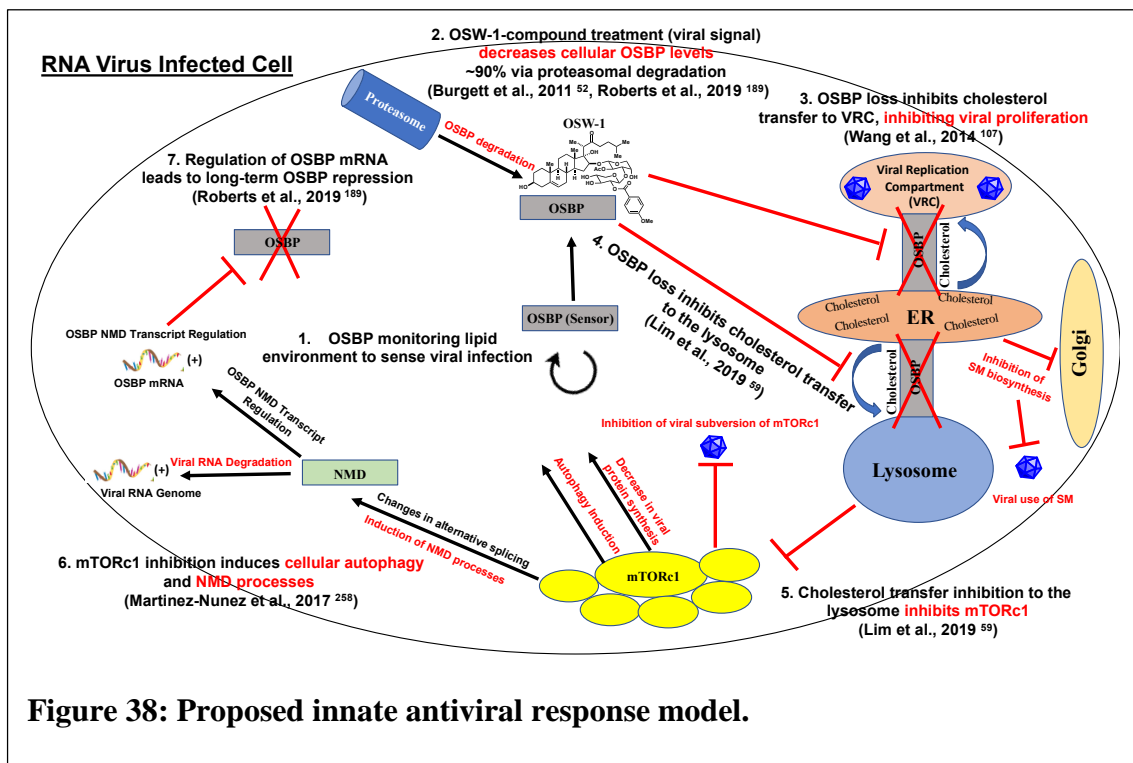 RNA Virus Infected Cell
2. OSW-1-compound treatment (viral signal)
decreases cellular OSBP levels
~90% via proteasomal degradation
(Burgett et al., 2011 52, Roberts et al., 2019 189)
Proteasome
OSBP degradation
OSW-1
OH
O
AcO
HO
OMe
OSBP
3. OSBP loss inhibits cholesterol
transfer to VRC, inhibiting viral proliferation
(Wang et al., 2014 107)
Viral Replication
Compartment
(VRC)
OSBP
Cholesterol
7. Regulation of OSBP mRNA
leads to long-term OSBP repression
(Roberts et al., 2019 189)
OSBP
4. OSBP loss inhibits cholesterol transfer
to the lysosome
(Lim et al., 2019 59)
OSBP (Sensor)
1. OSBP monitoring lipid
environment to sense viral infection
Cholesterol
Cholesterol
Cholesterol
Cholesterol
ER
Golgi
Inhibition of
SM biosynthesis
Cholesterol
OSBP
Lysosome
Viral use of SM
OSBP NMD Transcript Regulation
(+)
OSBP mRNA
OSBP NMD Transcript
Regulation
Viral RNA Degradation
(+)
Viral RNA Genome
NMD
Changes in alternative splicing
Induction of NMD processes
Autophagy Induction
Decrease in viral
protein synthesis
Inhibition of viral subversion of mTORc1
mTORc1
6. mTORc1 inhibition induces cellular autophagy
and NMD processes
(Martinez-Nunez et al., 2017 258)
5. Cholesterol transfer inhibition to the
lysosome inhibits mTORc1
(Lim et al., 2019 59)
Figure 38: Proposed innate antiviral response model.